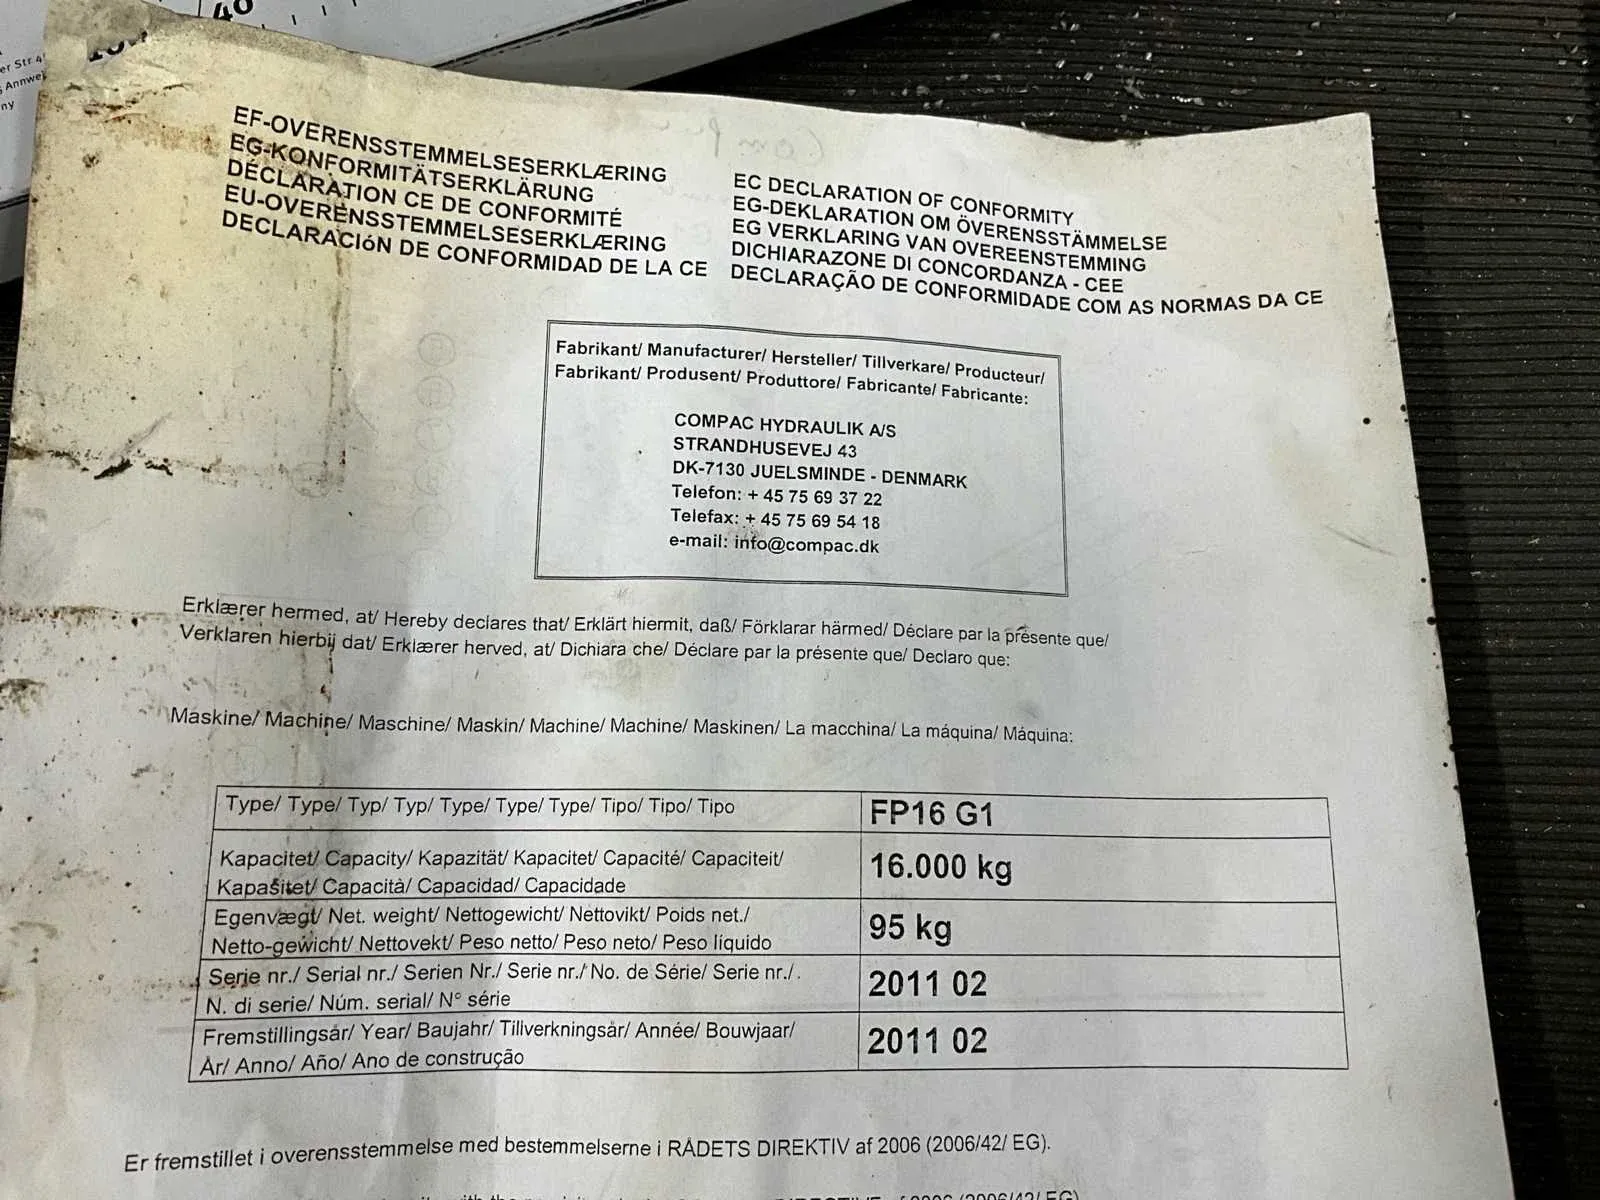 40
er Str 4
Annwe
ny
EF-OVERENSSTEMMELSESERKLÆRING
EG-KONFORMITÄTSERKLÄRUNG
DÉCLARATION CE DE CONFORMITÉ
EU-OVERENSSTEMMELSESERKLÆRING
DECLARACIóN DE CONFORMIDAD DE LA CE
EC DECLARATION OF CONFORMITY
EG-DEKLARATION OM ÖVERENSSTÄMMELSE
EG VERKLARING VAN OVEREENSTEMMING
DICHIARAZONE DI CONCORDANZA - CEE
DECLARAÇÃO DE CONFORMIDADE COM AS NORMAS DA CE
Fabrikant/ Manufacturer/ Hersteller/ Tillverkare/ Producteur/
Fabrikant/ Produsent/ Produttore/ Fabricante/ Fabricante:
COMPAC HYDRAULIK A/S
STRANDHUSEVEJ 43
DK-7130 JUELSMINDE - DENMARK
Telefon: + 45 75 69 37 22
Telefax: + 45 75 69 54 18
e-mail: info@compac.dk
Erklærer hermed, at/ Hereby declares that/ Erklärt hiermit, daß/ Förklarar härmed/ Déclare par la présente que/
Verklaren hierbij dat/ Erklærer herved, at/ Dichiara che/ Déclare par la présente que/ Declaro que:
Maskine/ Machine/ Maschine/ Maskin/ Machine/ Machine/ Maskinen/ La macchina/ La máquina/ Máquina:
Type/ Type/ Typ/ Typ/ Type/ Type/ Type/ Tipo/ Tipo/ Tipo
FP16 G1
Kapacitet/ Capacity/ Kapazität/ Kapacitet/ Capacité/ Capaciteit/
Kapasitet/ Capacità/ Capacidad/ Capacidade
16.000 kg
Egenvægt/ Net. weight/ Nettogewicht/ Nettovikt/ Poids net./
Netto-gewicht/ Nettovekt/ Peso netto/ Peso neto/ Peso líquido
95 kg
Serie nr./ Serial nr./ Serien Nr./ Serie nr./ No. de Série/ Serie nr./.
N. di serie/ Núm. serial/ N° série
2011 02
Fremstillingsår/ Year/ Baujahr/ Tillverkningsår/ Année/ Bouwjaar/
År/ Anno/ Año/ Ano de construção
2011 02
Er fremstillet i overensstemmelse med bestemmelserne i RÅDETS DIREKTIV af 2006 (2006/42/ EG).